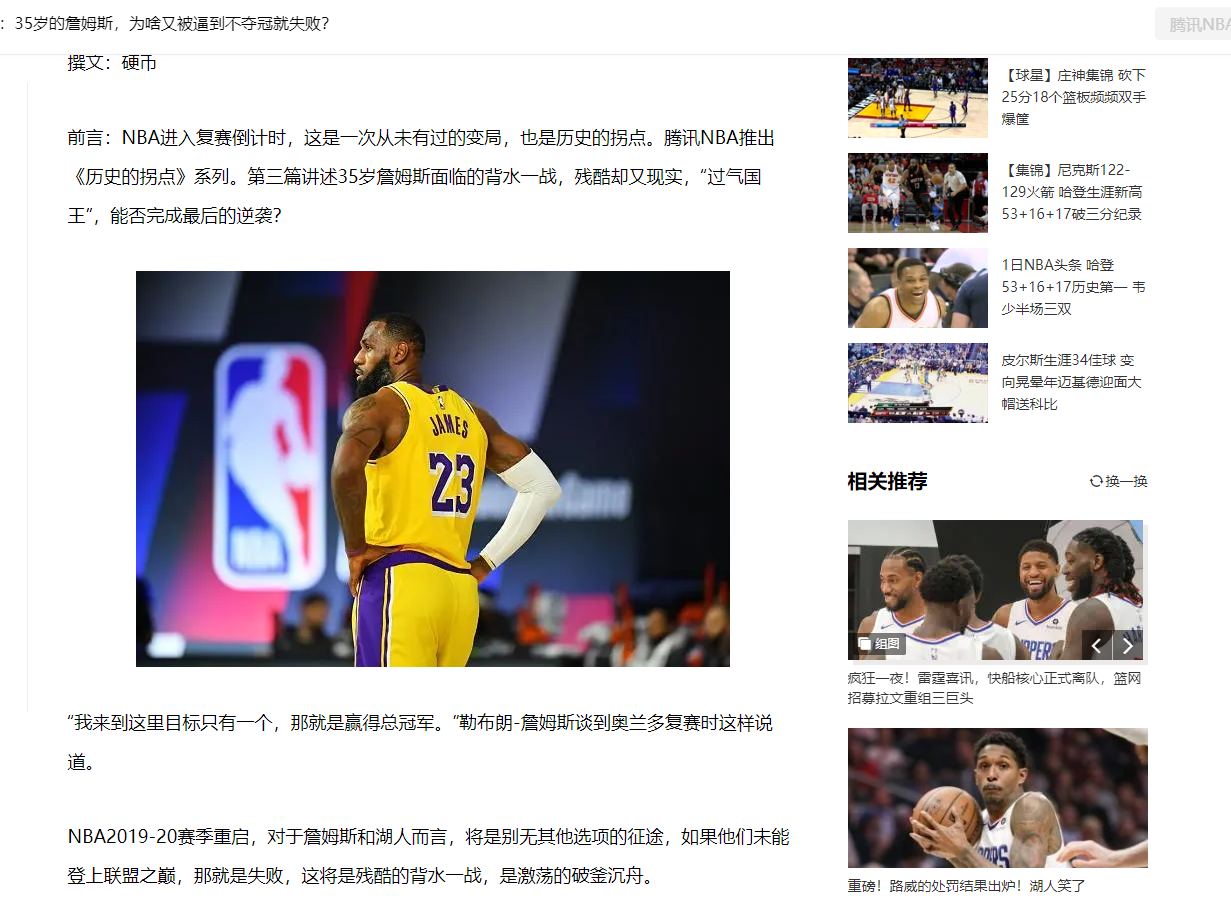 ：35岁的詹姆斯，为啥又被逼到不夺冠就失败？
腾讯NBA
撰文：硬币
前言：NBA进入复赛倒计时，这是一次从未有过的变局，也是历史的拐点。腾讯NBA推出
《历史的拐点》系列。第三篇讲述35岁詹姆斯面临的背水一战，残酷却又现实，“过气国
王”，能否完成最后的逆袭？
JAMES
23
NBA
“我来到这里目标只有一个，那就是赢得总冠军。”勒布朗-詹姆斯谈到奥兰多复赛时这样说
道。
NBA2019-20赛季重启，对于詹姆斯和湖人而言，将是别无其他选项的征途，如果他们未能
登上联盟之巅，那就是失败，这将是残酷的背水一战，是激荡的破釜沉舟。
【球星】庄神集锦 砍下
25分18个篮板频频双手
爆筐
【集锦】尼克斯122-
129火箭 哈登生涯新高
53+16+17破三分纪录
1日NBA头条 哈登
53+16+17历史第一 韦
少半场三双
皮尔斯生涯34佳球 变
向晃晕年迈基德迎面大
帽送科比
相关推荐
换一换
组图
疯狂一夜！雷霆喜讯，快船核心正式离队，篮网
招募拉文重组三巨头
重磅！路威的处罚结果出炉！湖人笑了